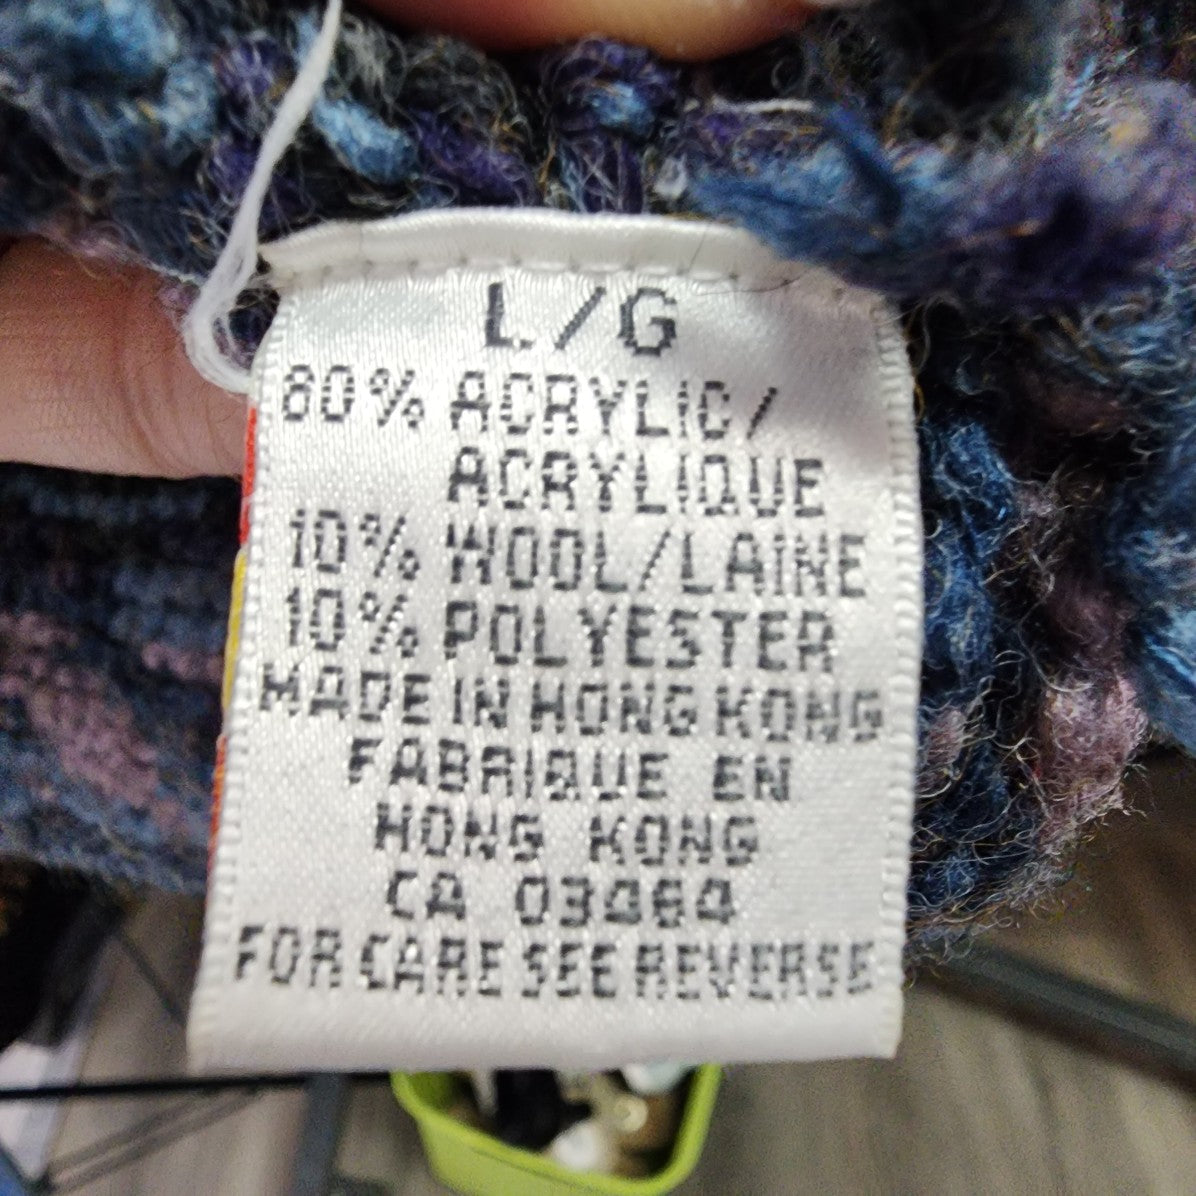 L/G
80% ACRYLIC/
ACRYLIQUE
10% WOOL/LAINE
10% POLYESTER
MADE IN HONG KONG
FABRIQUE EN
HONG KONG
CA 03464
FOR CARE SEE REVERSE